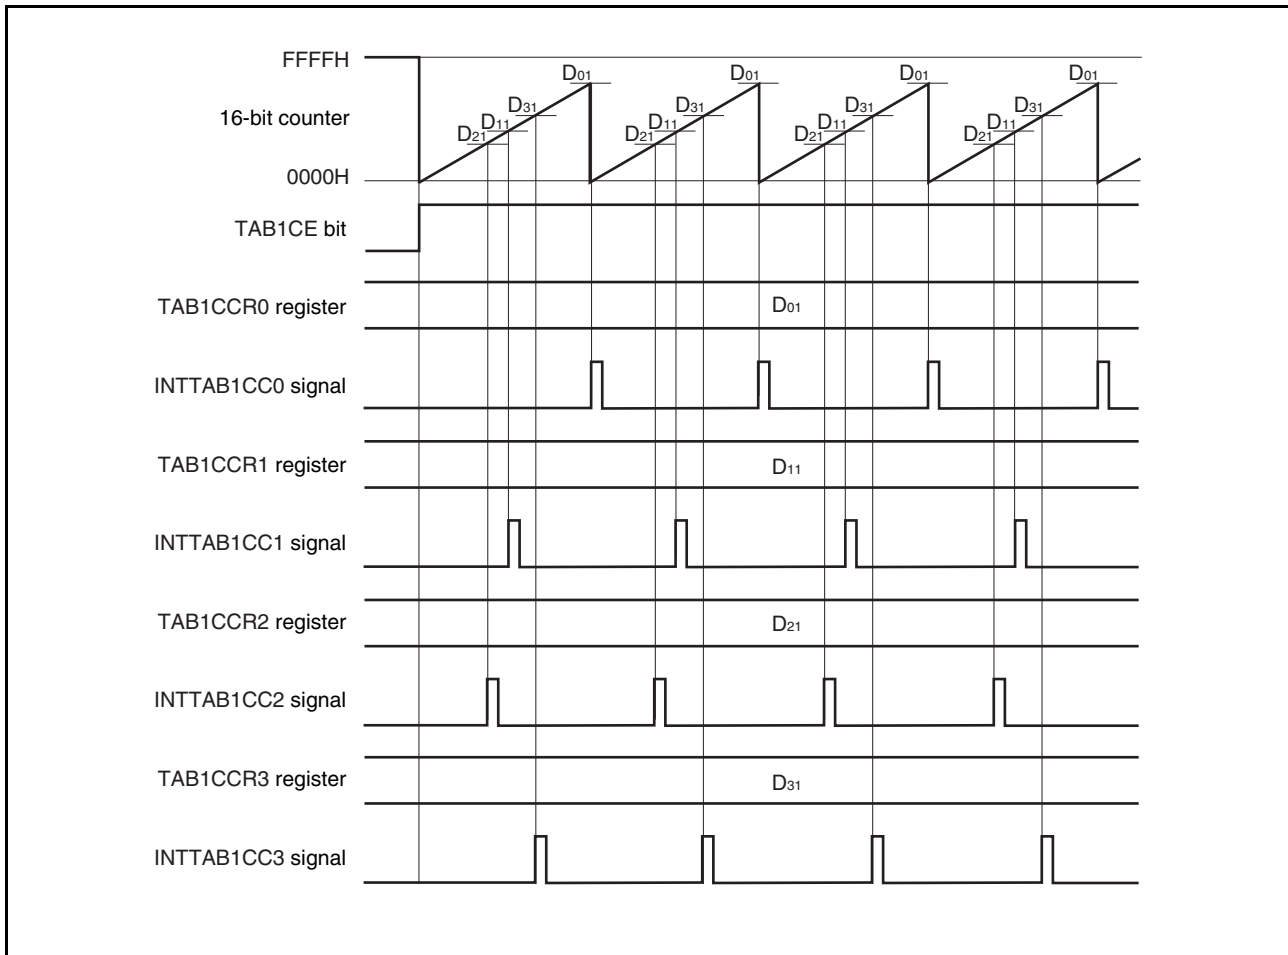 FFFFH
D01 D01 D01 D01
D31 D31 D31 D31
16-bit counter
D11 D11 D11 D11
D21 D21 D21 D21
0000H
TAB1CE bit
TAB1CCR0 register
D01
INTTAB1CC0 signal
TAB1CCR1 register
D11
INTTAB1CC1 signal
TAB1CCR2 register
D21
INTTAB1CC2 signal
TAB1CCR3 register
D31
INTTAB1CC3 signal